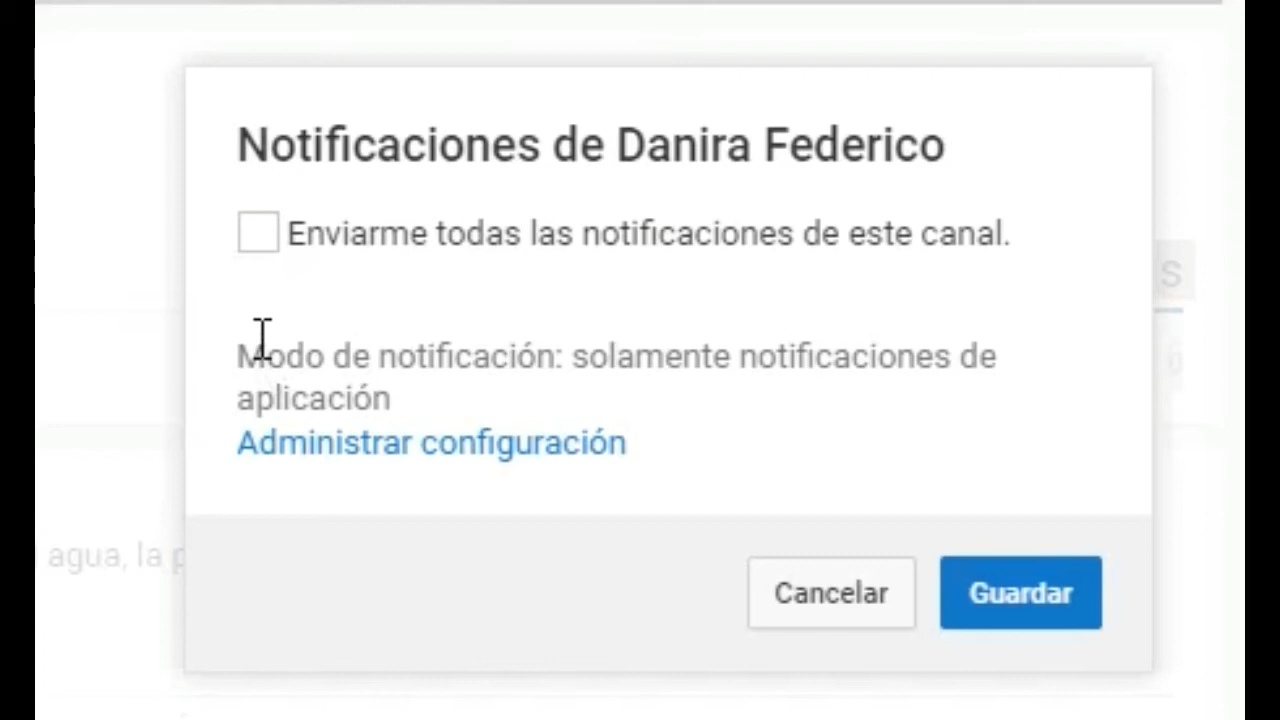 Notificaciones de Danira Federico
Enviarme todas las notificaciones de este canal.
S
Modo de notificación: solamente notificaciones de
aplicación
Administrar configuración
agua, la p
Cancelar
Guardar